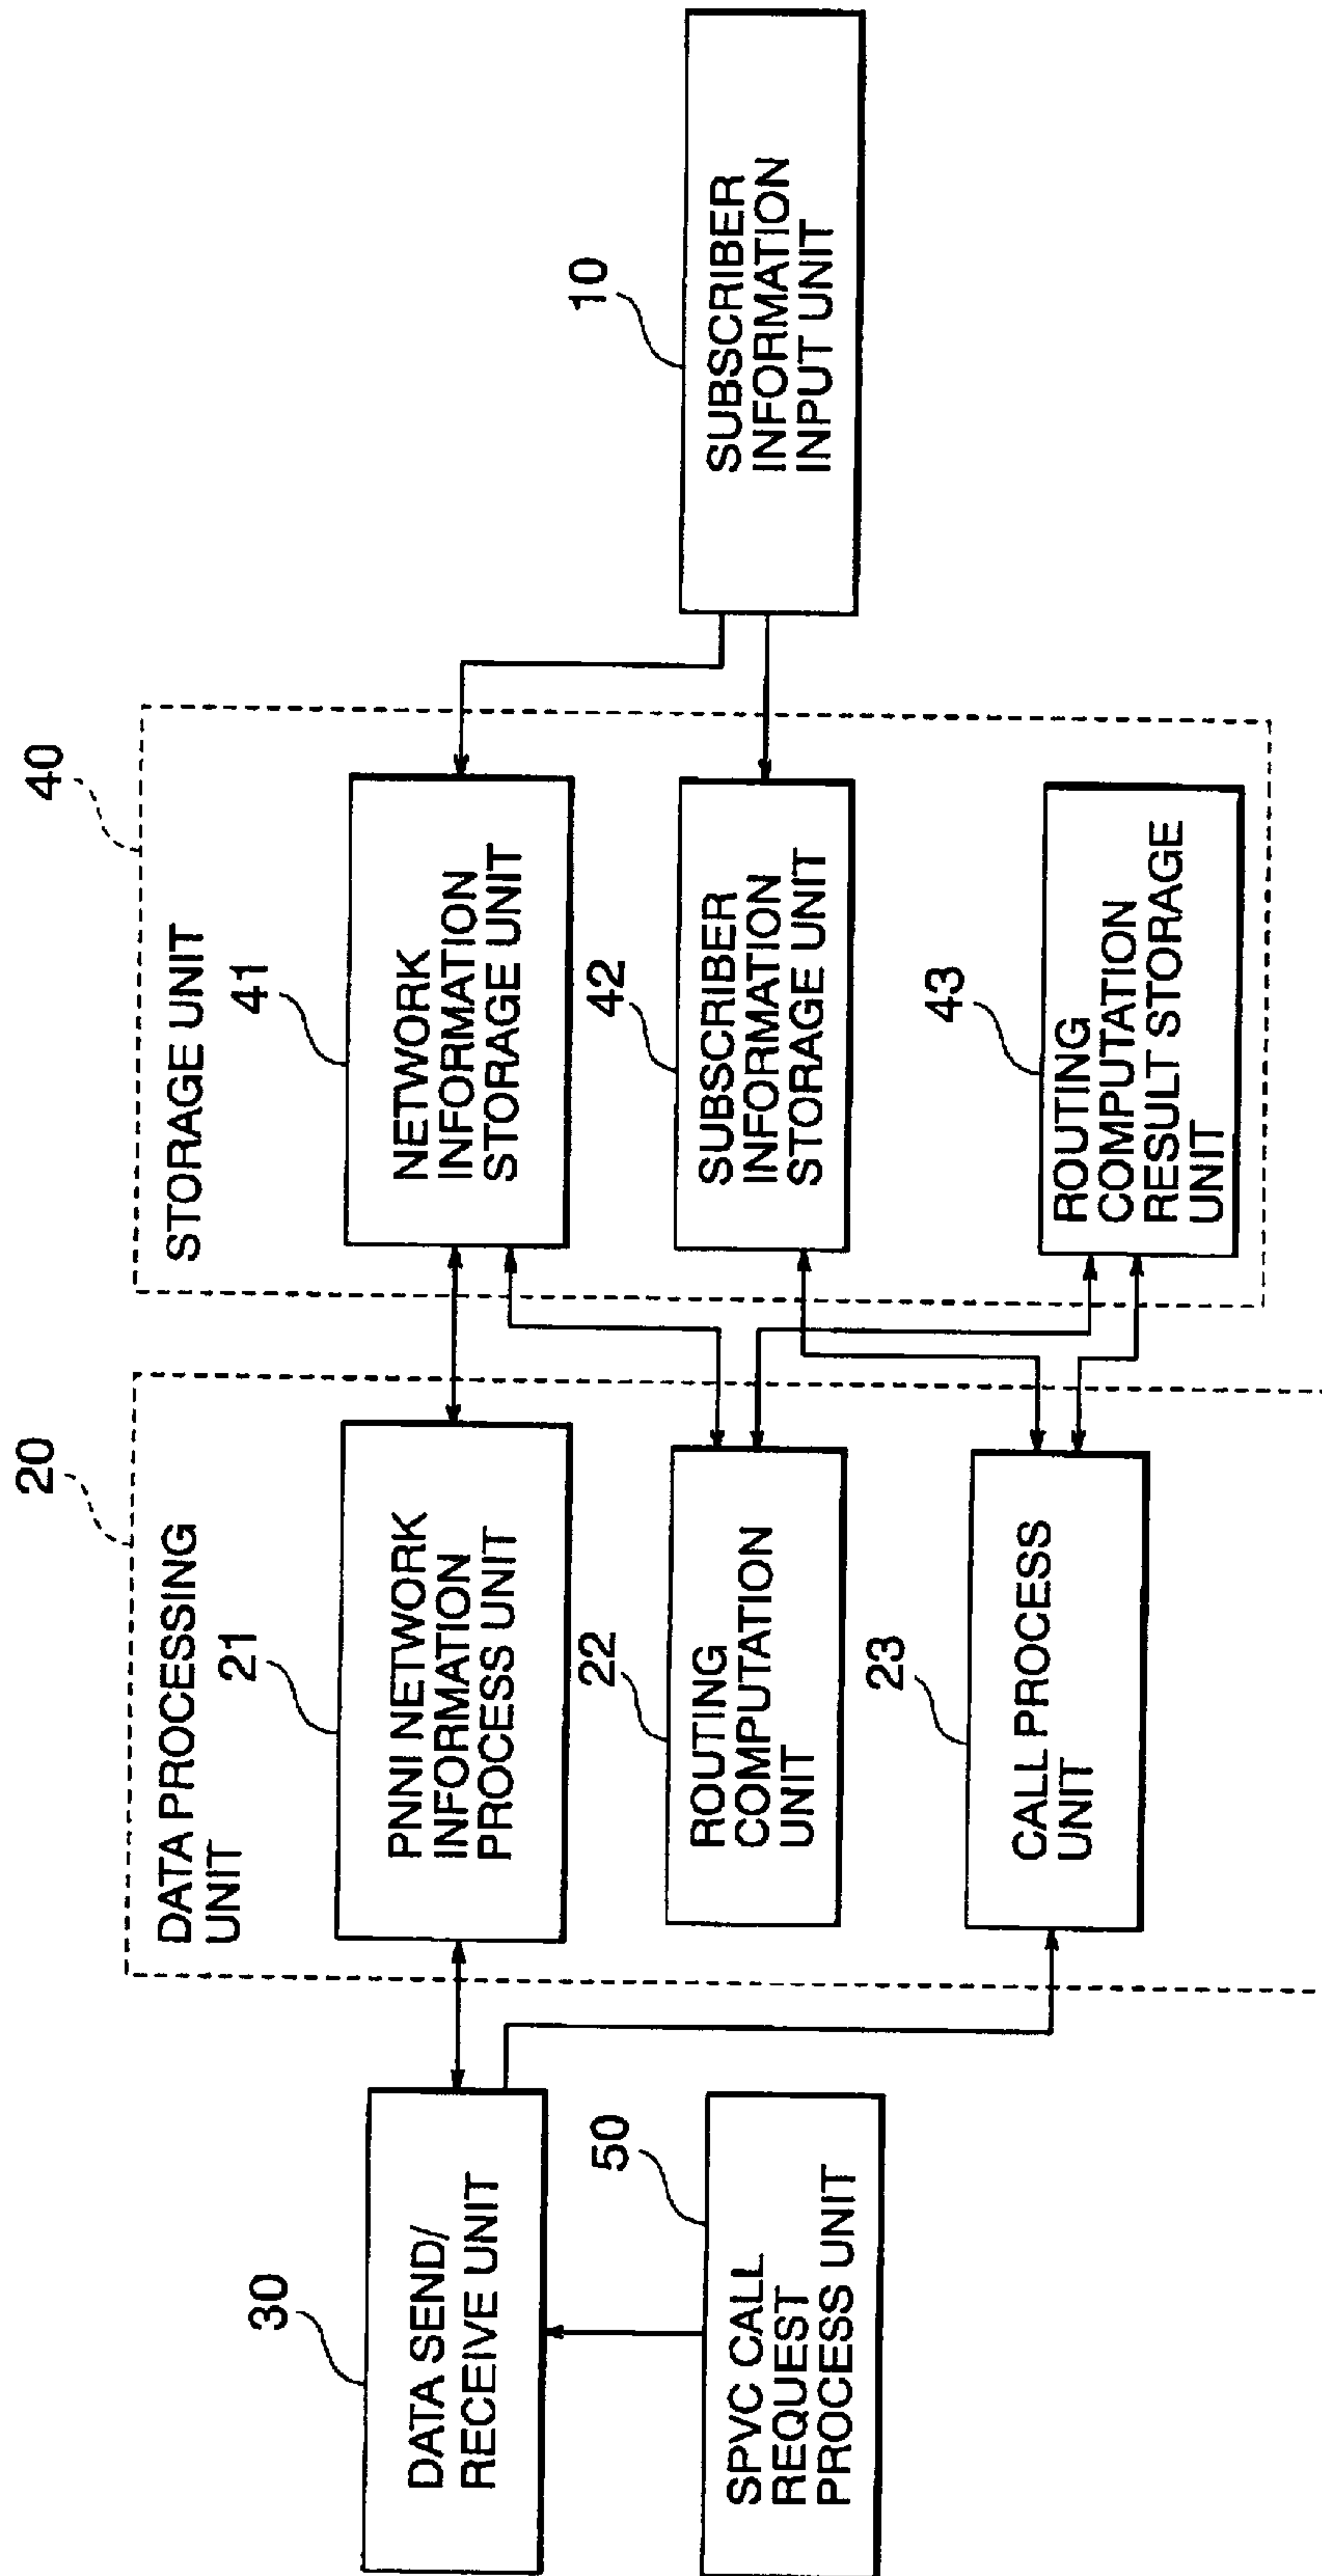 30
DATA SEND/
RECEIVE UNIT
50
SPVC CALL
REQUEST
PROCESS UNIT
20
DATA PROCESSING
UNIT
21
PNNI NETWORK
INFORMATION
PROCESS UNIT
22
ROUTING
COMPUTATION
UNIT
23
CALL PROCESS
UNIT
40
STORAGE UNIT
41
NETWORK
INFORMATION
STORAGE UNIT
42
SUBSCRIBER
INFORMATION
STORAGE UNIT
43
ROUTING
COMPUTATION
RESULT STORAGE
UNIT
10
SUBSCRIBER
INFORMATION
INPUT UNIT